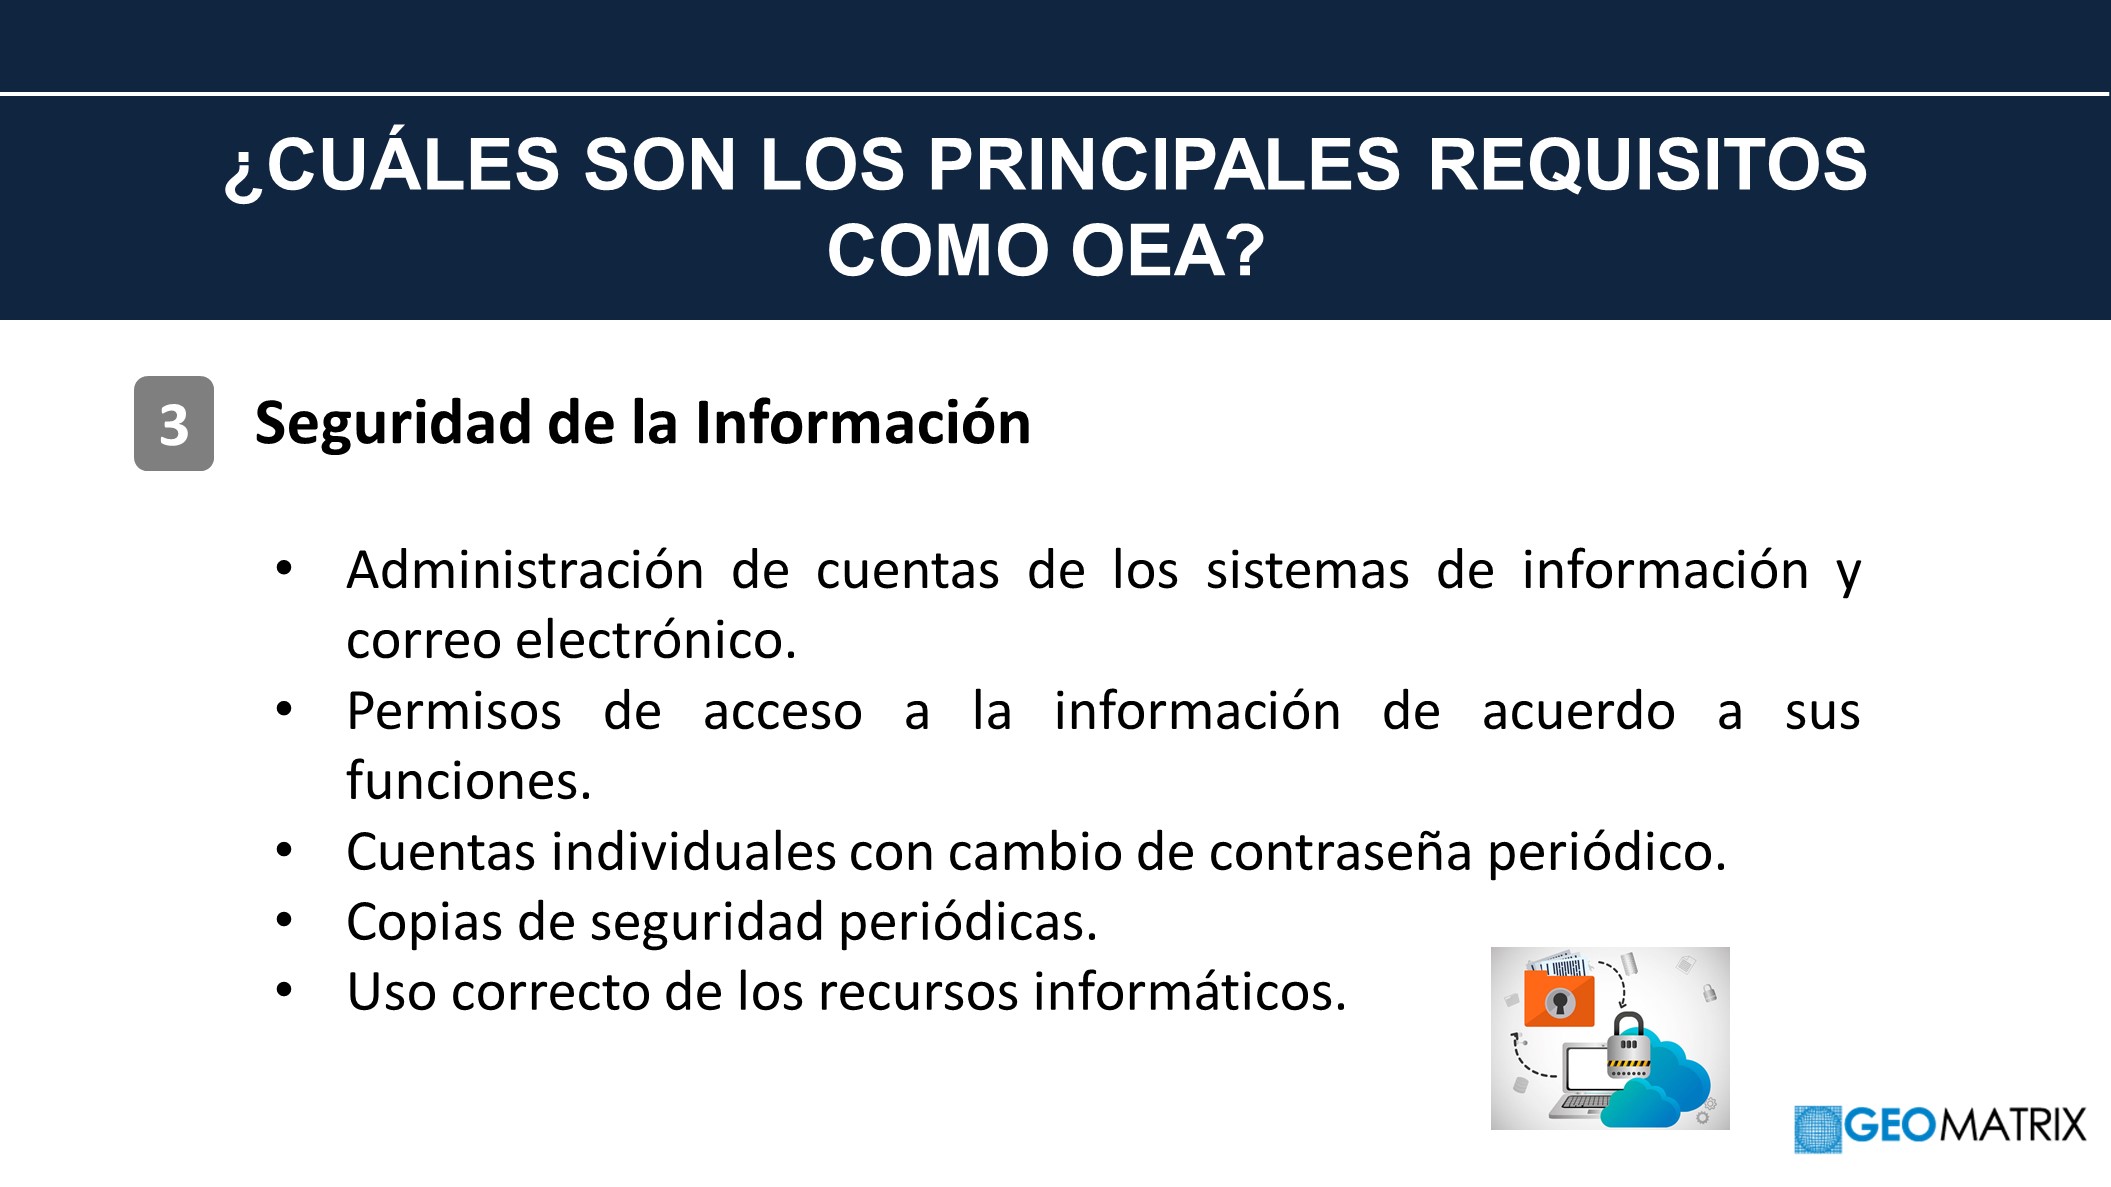 ¿CUÁLES SON LOS PRINCIPALES REQUISITOS
COMO OEA?
3 Seguridad de la Información
• Administración de cuentas de los sistemas de información y
correo electrónico.
• Permisos de acceso a la información de acuerdo a sus
funciones.
• Cuentas individuales con cambio de contraseña periódico.
• Copias de seguridad periódicas.
• Uso correcto de los recursos informáticos.
GEOMATRIX